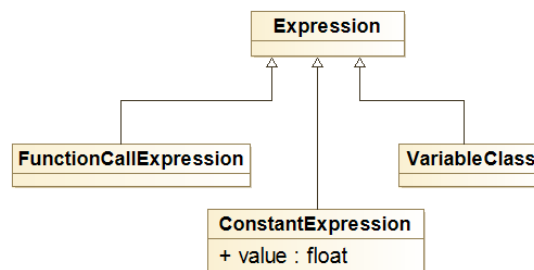 Expression
FunctionCallExpression
VariableClass
ConstantExpression
+ value : float